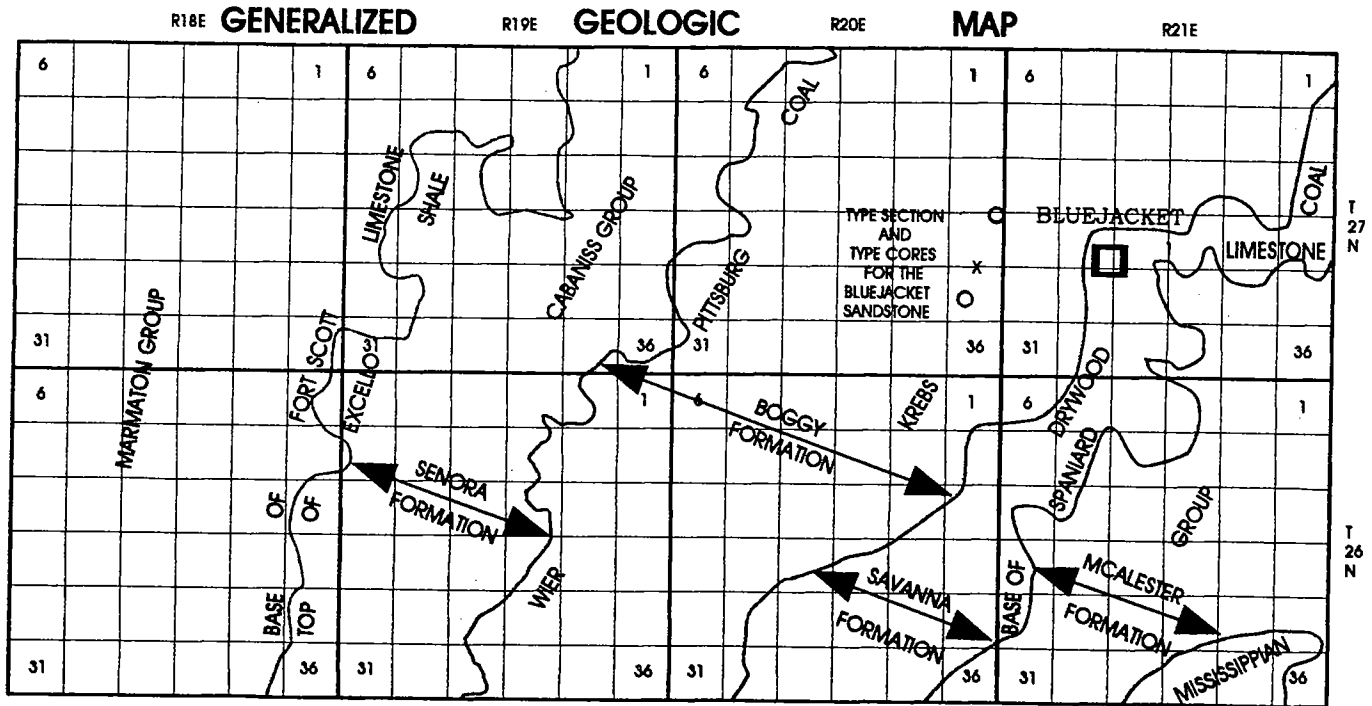 R18E GENERALIZED R19E GEOLOGIC R20E MAP R21E
6 1 6 1 6 1 6 1
COAL
LIMESTONE
SHALE
CABANISS GROUP
PITTSBURG
TYPE SECTION
AND
TYPE CORES
FOR THE
BLUEJACKET
SANDSTONE
X
BLUEJACKET
COAL
LIMESTONE
T
27
N
31 31 36 31 36 31 36
MARMATON GROUP
FORT SCOTT
EXCELLO
6 1 6 1 6 1
BOGGY
FORMATION
KREBS
DRYWOOD
SPANIARD
GROUP
SENORA
FORMATION
BASE OF
TOP OF
WIER
SAVANNA
FORMATION
BASE OF
MCALESTER
FORMATION
MISSISSIPPIAN
T
26
N
31 36 31 36 31 36 31 36